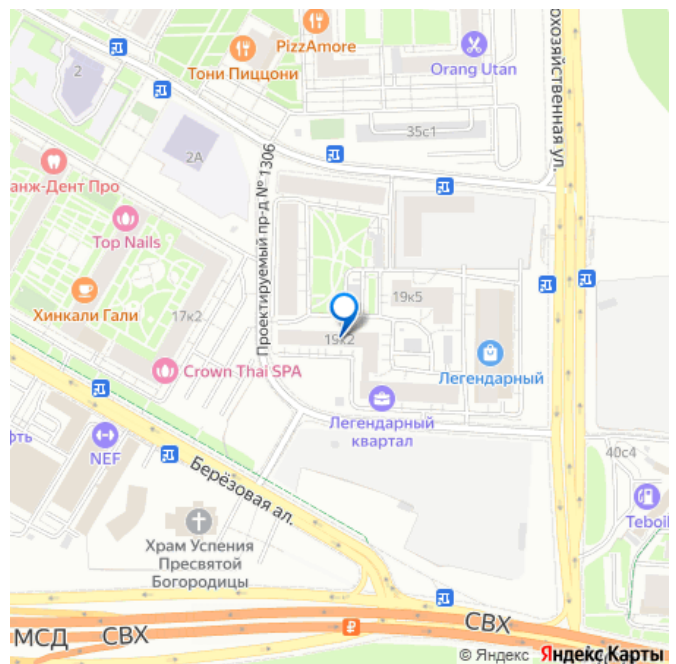 PizzAmore
Тони Пиццони
Orang Utan
охозяйственная ул.
2
35с1
2А
Проектируемый пр-д № 1306
анж-Дент Про
Top Nails
Хинкали Гали
17к2
19к5
19к2
Crown Thai SPA
Легендарный
Легендарный
квартал
NEF
Берёзовая ал.
40с4
Teboil
Храм Успения
Пресвятой
Богородицы
МСД
СВХ
СВХ
© Яндекс
Яндекс Карты